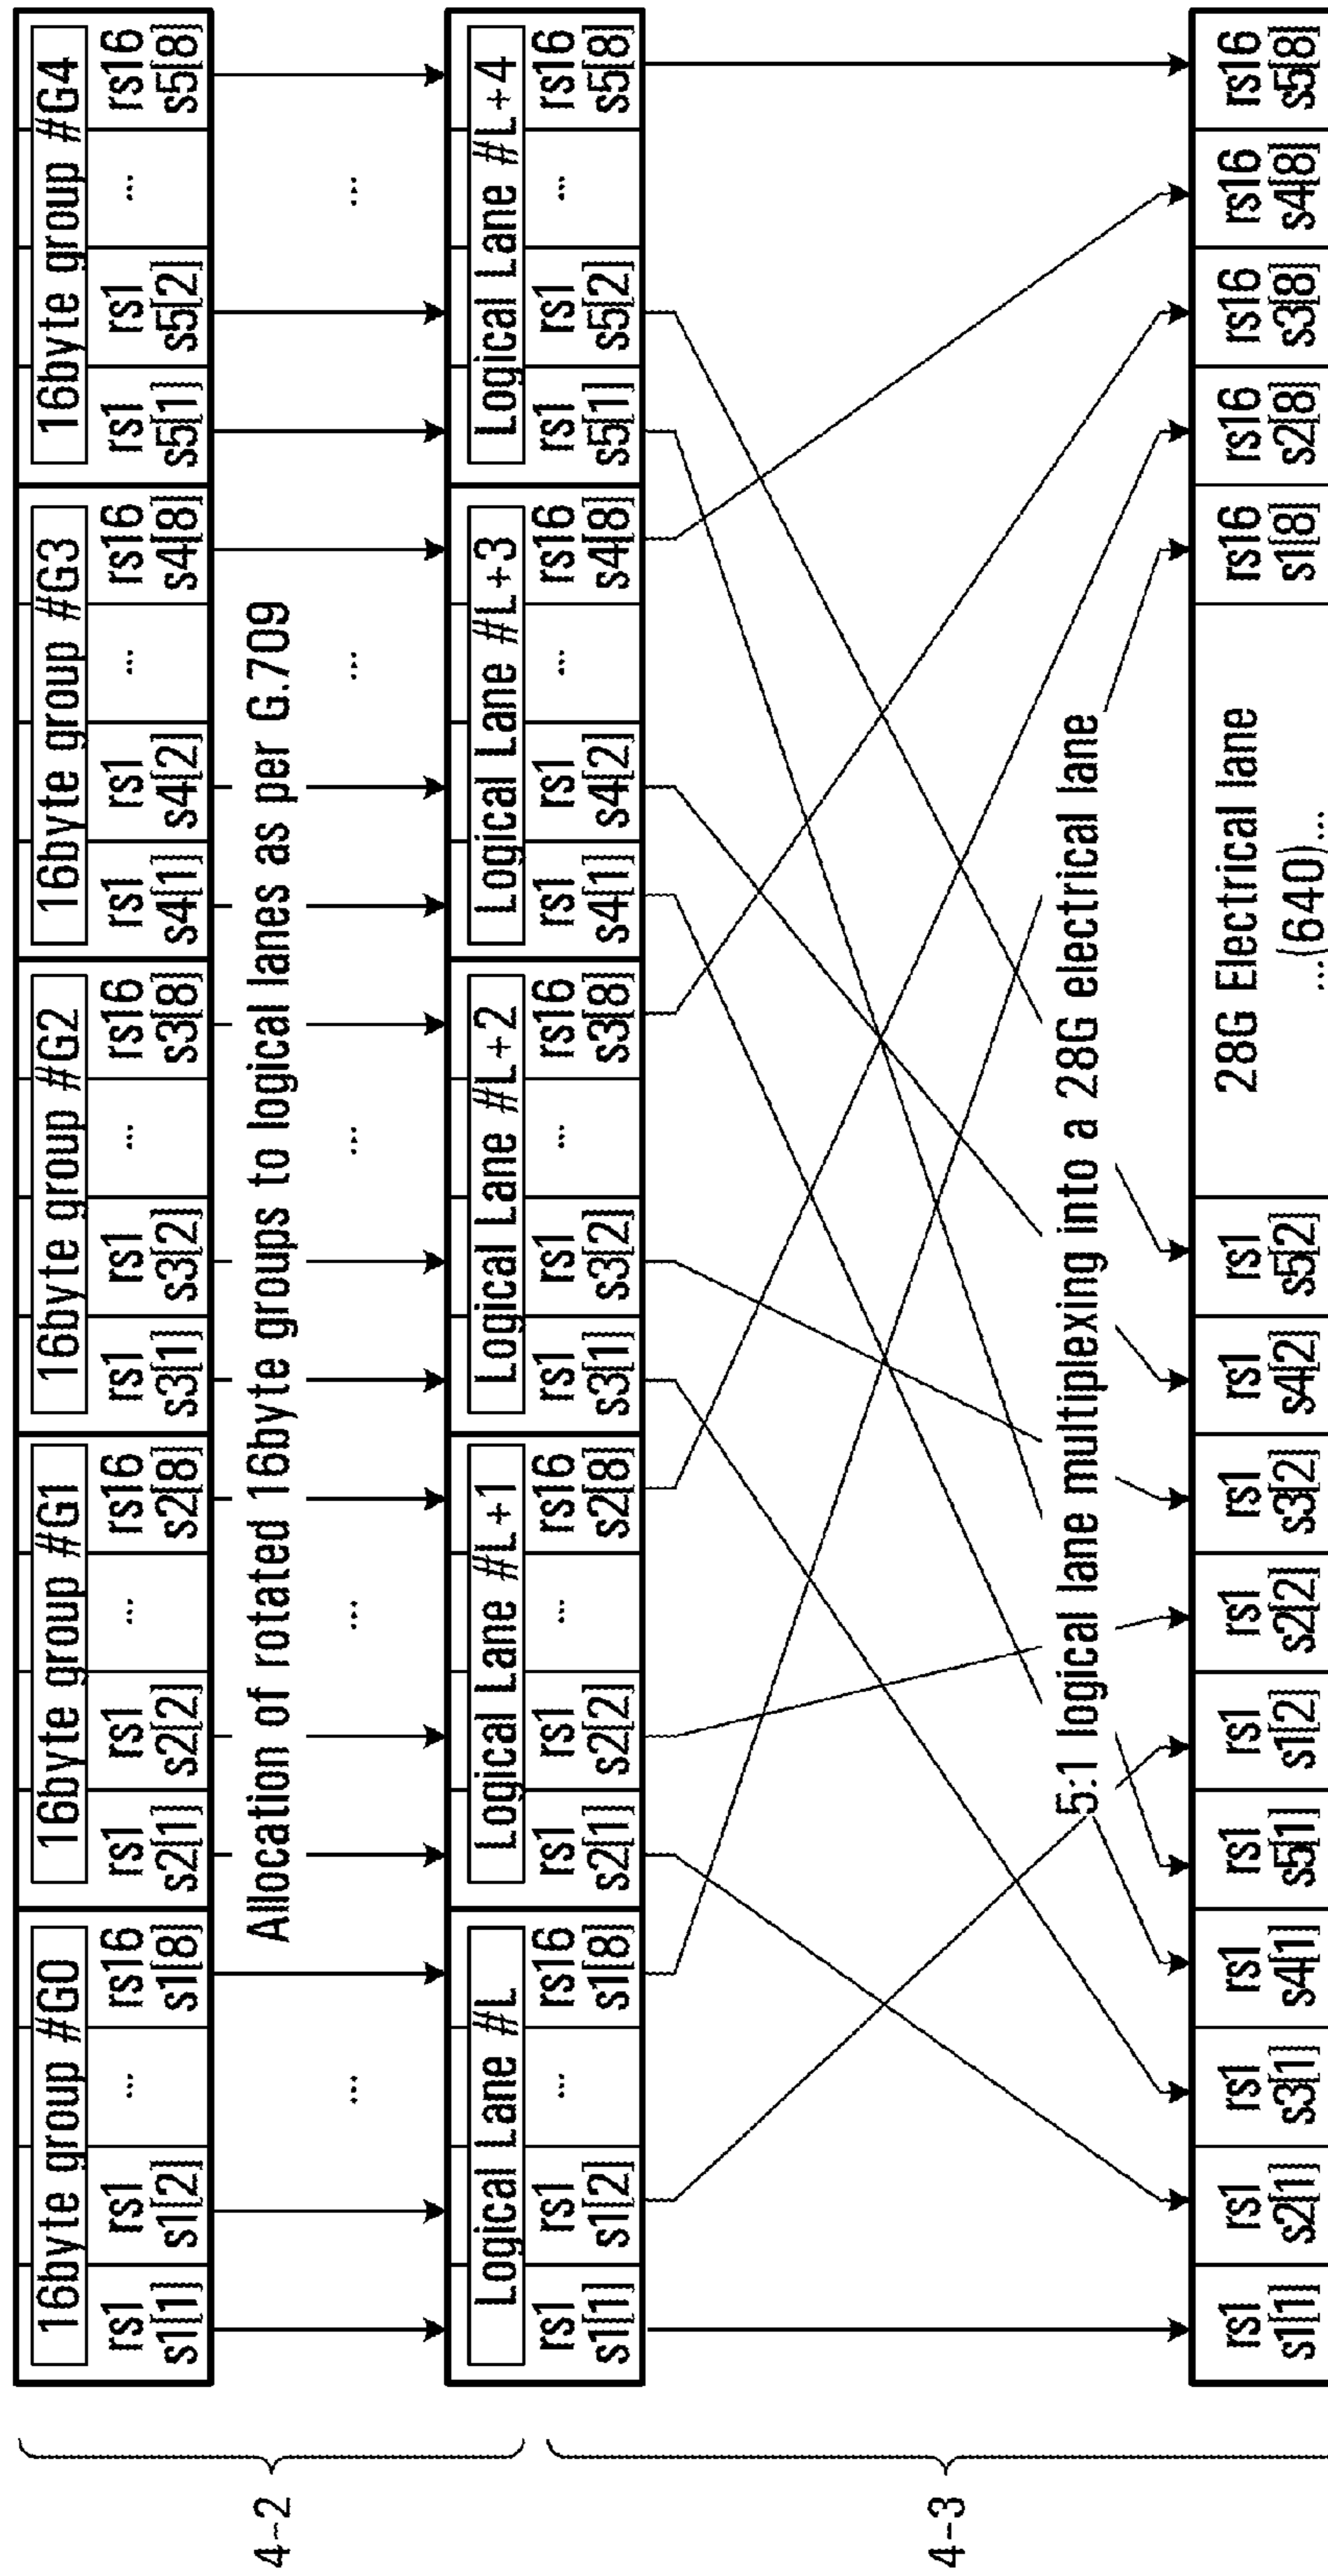 4-2
16byte group #G0
16byte group #G1
16byte group #G2
16byte group #G3
16byte group #G4
rs1 rs1 ... rs16 rs1 rs1 ... rs16 rs1 rs1 ... rs16 rs1 rs1 ... rs16 rs1 rs1 ... rs16
s1[1] s1[2] s1[8] s2[1] s2[2] s2[8] s3[1] s3[2] s3[8] s4[1] s4[2] s4[8] s5[1] s5[2] s5[8]
Allocation of rotated 16byte groups to logical lanes as per G.709
... ... ... ... ...
Logical Lane #L
Logical Lane #L+1
Logical Lane #L+2
Logical Lane #L+3
Logical Lane #L+4
rs1 rs1 ... rs16 rs1 rs1 ... rs16 rs1 rs1 ... rs16 rs1 rs1 ... rs16 rs1 rs1 ... rs16
s1[1] s1[2] s1[8] s2[1] s2[2] s2[8] s3[1] s3[2] s3[8] s4[1] s4[2] s4[8] s5[1] s5[2] s5[8]
4-3
5:1 logical lane multiplexing into a 28G electrical lane
rs1 rs1 rs1 rs1 rs1 rs1 rs1 rs1 rs1 rs1 28G Electrical lane rs16 rs16 rs16 rs16 rs16
s1[1] s2[1] s3[1] s4[1] s5[1] s1[2] s2[2] s3[2] s4[2] s5[2] ...(640)... s1[8] s2[8] s3[8] s4[8] s5[8]